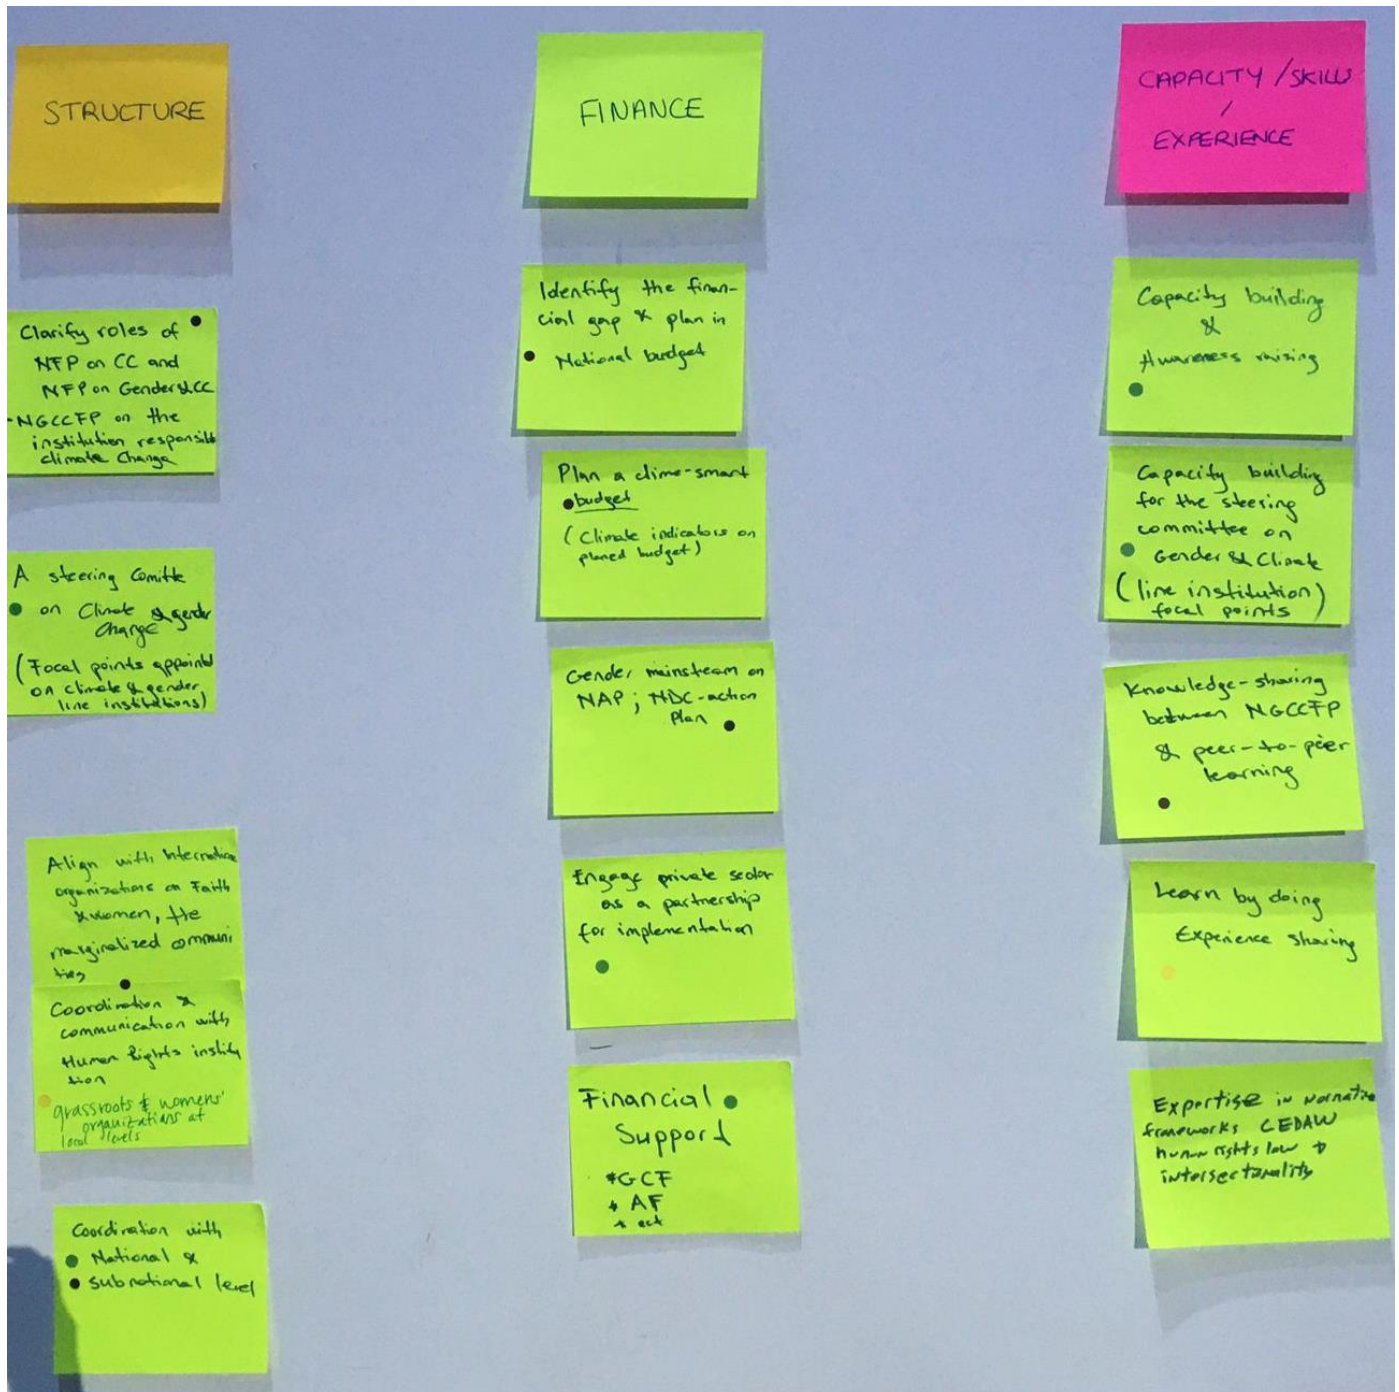 STRUCTURE
Clarify roles of
NFP on CC and
NFP on Gender & CC
- NGCCFP on the
institution responsibl
climate Change
A steering Comitte
on Climate & gender
Change
(Focal points appointed
on climate & gender
line institutions)
Align with Internation
organizations on Faith
& women, the
marginalized communi
ties
Coordination &
communication with
Human Rights institu
tion
grassroots & womens'
organizations at
local levels
Coordination with
National &
Subnational level
FINANCE
Identify the finan-
cial gap & plan in
National budget
Plan a clime-smart
budget
(Climate indicators on
planed budget)
Gender mainstream on
NAP; NDC-action
Plan
Engage private sector
as a partnership
for implementation
Financial
Support
*GCF
* AF
* ect
CAPACITY / SKILLS
/
EXPERIENCE
Capacity building
&
Awareness raising
Capacity building
for the steering
committee on
Gender & Climate
(line institution)
focal points
Knowledge-sharing
between NGCCFP
& peer-to-peer
learning
Learn by doing
Experience sharing
Expertise in normative
frameworks CEDAW
human rights law +
intersectionality